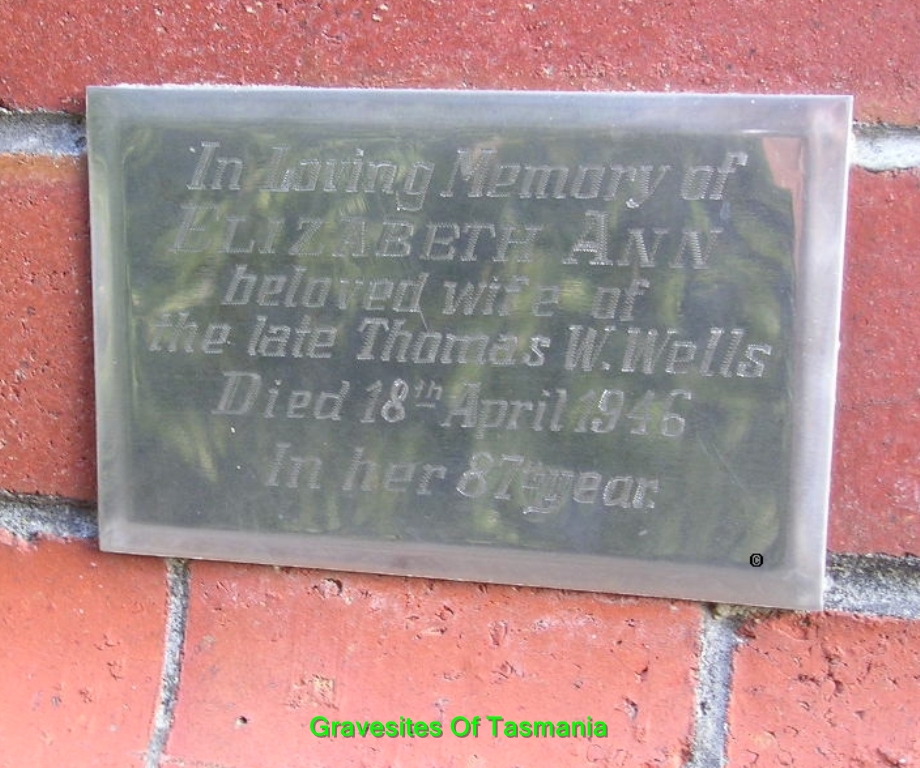 In Loving Memory of
ELIZABETH ANN
beloved wife of
the late Thomas W. Wells
Died 18th April 1946
In her 87th year.
©
Gravesites Of Tasmania